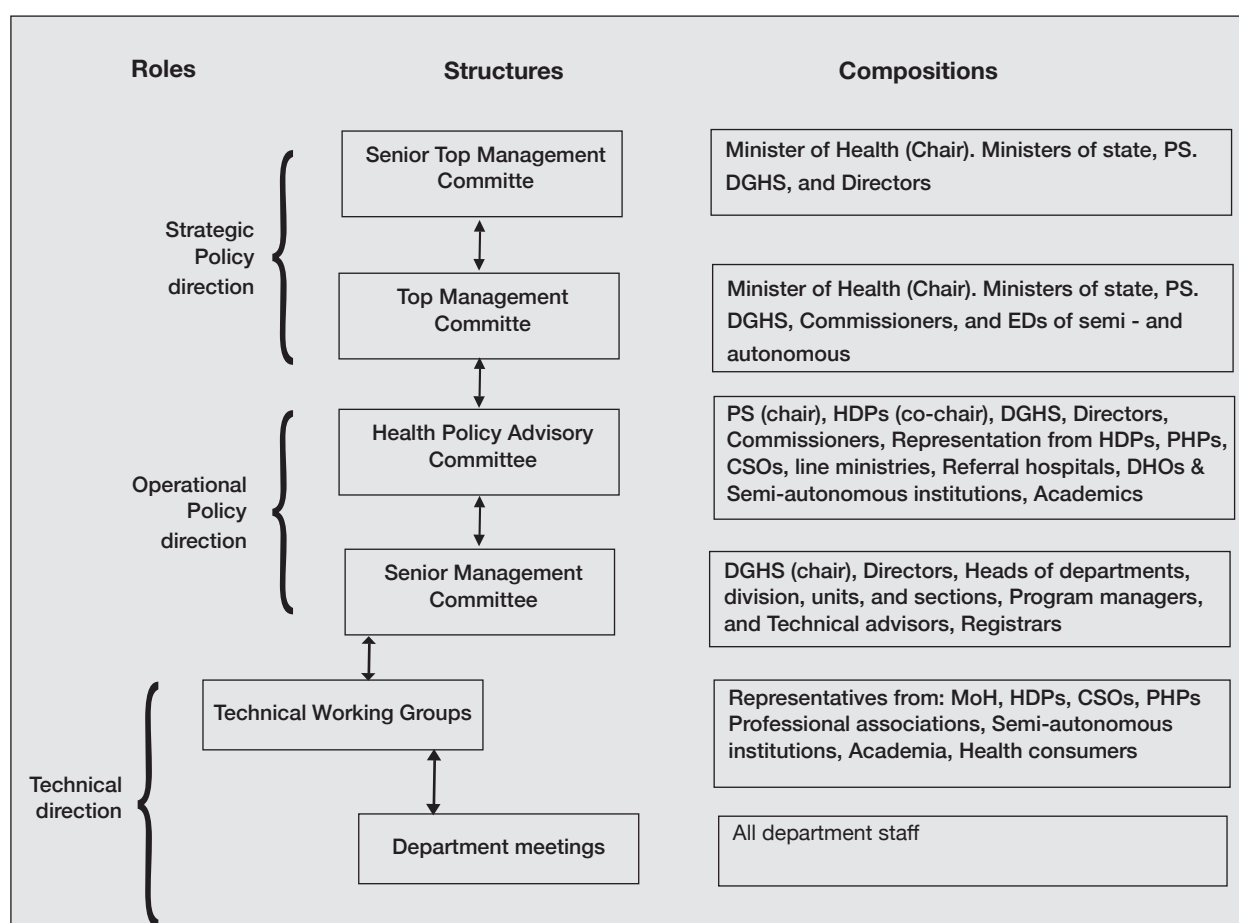 Roles
Structures
Compositions
Strategic
Policy
direction
Senior Top Management
Committe
Minister of Health (Chair). Ministers of state, PS.
DGHS, and Directors
Top Management
Committe
Minister of Health (Chair). Ministers of state, PS.
DGHS, Commissioners, and EDs of semi - and
autonomous
Operational
Policy
direction
Health Policy Advisory
Committee
PS (chair), HDPs (co-chair), DGHS, Directors,
Commissioners, Representation from HDPs, PHPs,
CSOs, line ministries, Referral hospitals, DHOs &
Semi-autonomous institutions, Academics
Senior Management
Committee
DGHS (chair), Directors, Heads of departments,
division, units, and sections, Program managers,
and Technical advisors, Registrars
Technical
direction
Technical Working Groups
Representatives from: MoH, HDPs, CSOs, PHPs
Professional associations, Semi-autonomous
institutions, Academia, Health consumers
Department meetings
All department staff